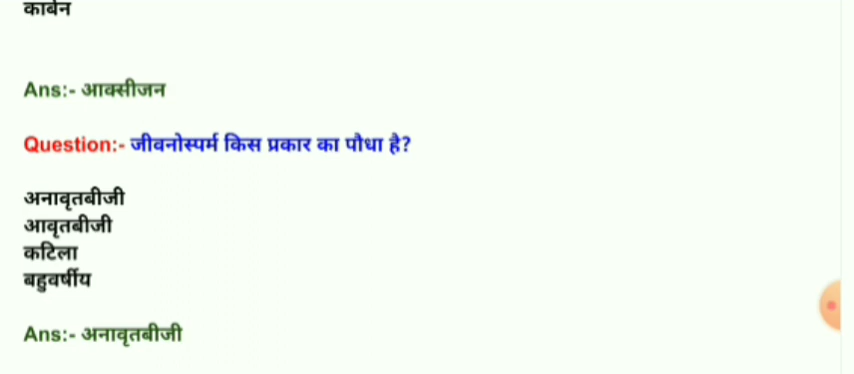 कार्बन
Ans:- आक्सीजन
Question:- जीवनोस्पर्म किस प्रकार का पौधा है?
अनावृतबीजी
आवृतबीजी
कटिला
बहुवर्षीय
Ans:- अनावृतबीजी